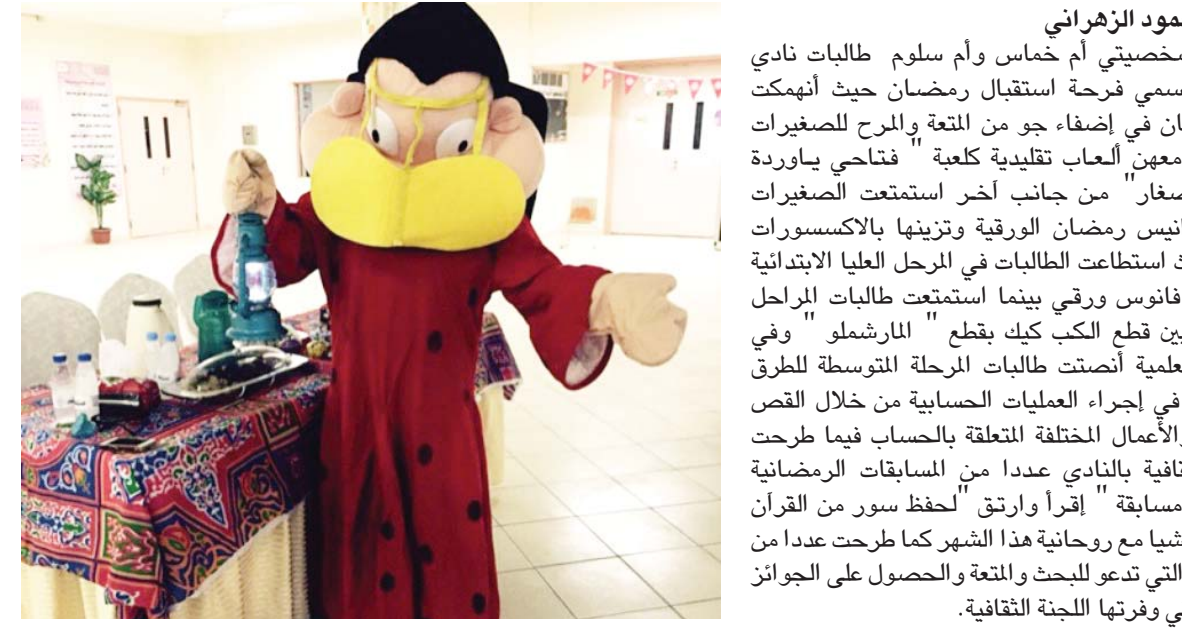 مود الزهراني
خصيتي أم خماس وأم سلوم طالبات نادي
سمي فرحة استقبال رمضان حيث أنهمكت
ان في إضفاء جو من المتعة والمرح للصغيرات
معهن ألعاب تقليدية كلعبة " فتاحي ياوردة
صغار" من جانب آخر استمتعت الصغيرات
انيس رمضان الورقية وتزينها بالاكسسورات
ث استطاعت الطالبات في المرحل العليا الابتدائية
فانوس ورقي بينما استمتعت طالبات المراحل
ين قطع الكب كيك بقطع " المارشملو " وفي
علمية أنصتت طالبات المرحلة المتوسطة للطرق
في إجراء العمليات الحسابية من خلال القص
الأعمال المختلفة المتعلقة بالحساب فيما طرحت
قافية بالنادي عددا من المسابقات الرمضانية
مسابقة " إقرأ وارتق "لحفظ سور من القرآن
شيا مع روحانية هذا الشهر كما طرحت عددا من
التي تدعو للبحث والمتعة والحصول على الجوائز
ي وفرتها اللجنة الثقافية.